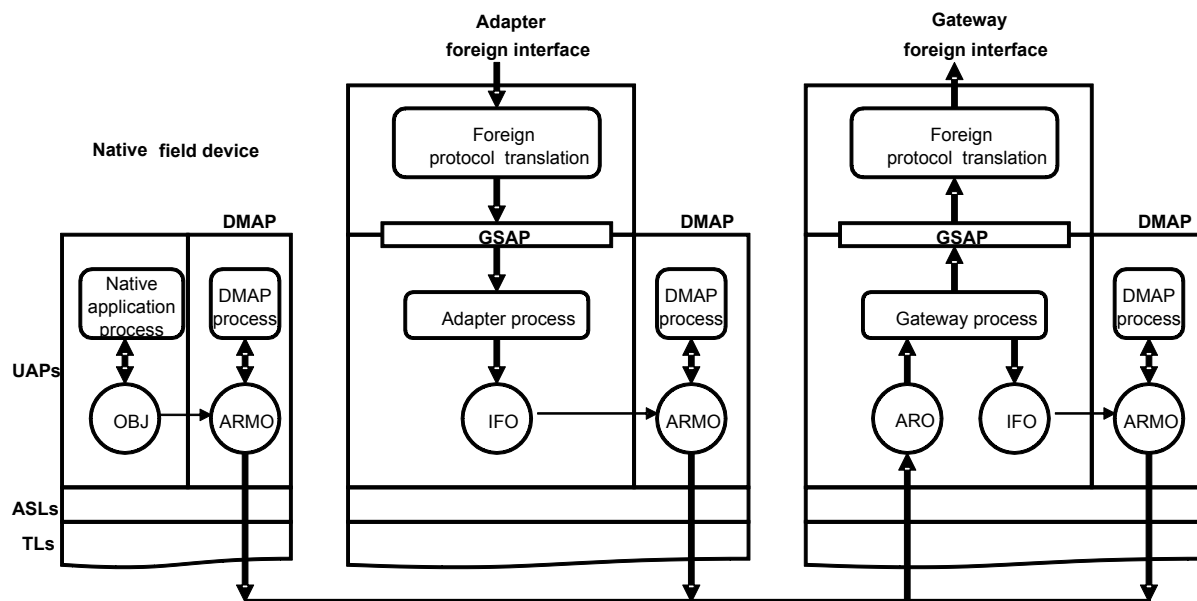 Adapter
foreign interface
Gateway
foreign interface
Native field device
Foreign
protocol translation
Foreign
protocol translation
DMAP
GSAP
DMAP
GSAP
DMAP
Native
application
process
DMAP
process
Adapter process
DMAP
process
Gateway process
DMAP
process
UAPs
OBJ
ARMO
IFO
ARMO
ARO
IFO
ARMO
ASLs
TLs